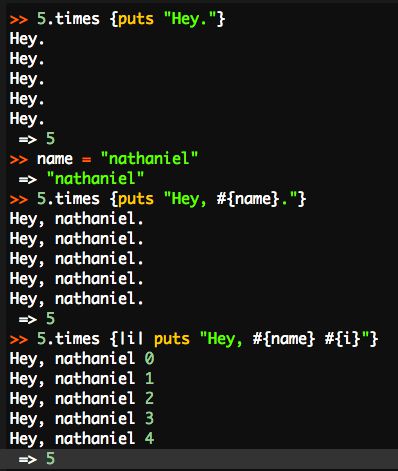 >> 5.times {puts "Hey."}
Hey.
Hey.
Hey.
Hey.
Hey.
 => 5
>> name = "nathaniel"
 => "nathaniel"
>> 5.times {puts "Hey, #{name}."}
Hey, nathaniel.
Hey, nathaniel.
Hey, nathaniel.
Hey, nathaniel.
Hey, nathaniel.
 => 5
>> 5.times {|i| puts "Hey, #{name} #{i}"}
Hey, nathaniel 0
Hey, nathaniel 1
Hey, nathaniel 2
Hey, nathaniel 3
Hey, nathaniel 4
 => 5